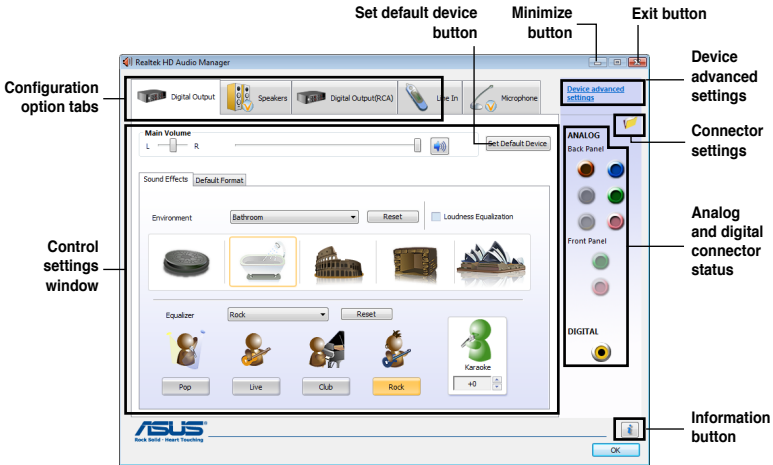 Set default device
button
Minimize
button
Exit button
Realtek HD Audio Manager
Configuration
option tabs
Digital Output
Speakers
Digital Output(RCA)
Line In
Microphone
Device advanced
settings
Device
advanced
settings
Main Volume
L
R
Set Default Device
ANALOG
Back Panel
Connector
settings
Sound Effects
Default Format
Environment
Bathroom
Reset
Loudness Equalization
Analog
and digital
connector
status
Control
settings
window
Front Panel
Equalizer
Rock
Reset
DIGITAL
Karaoke
Pop
Live
Club
Rock
+0
ASUS
Rock Solid - Heart Touching
Information
button
OK